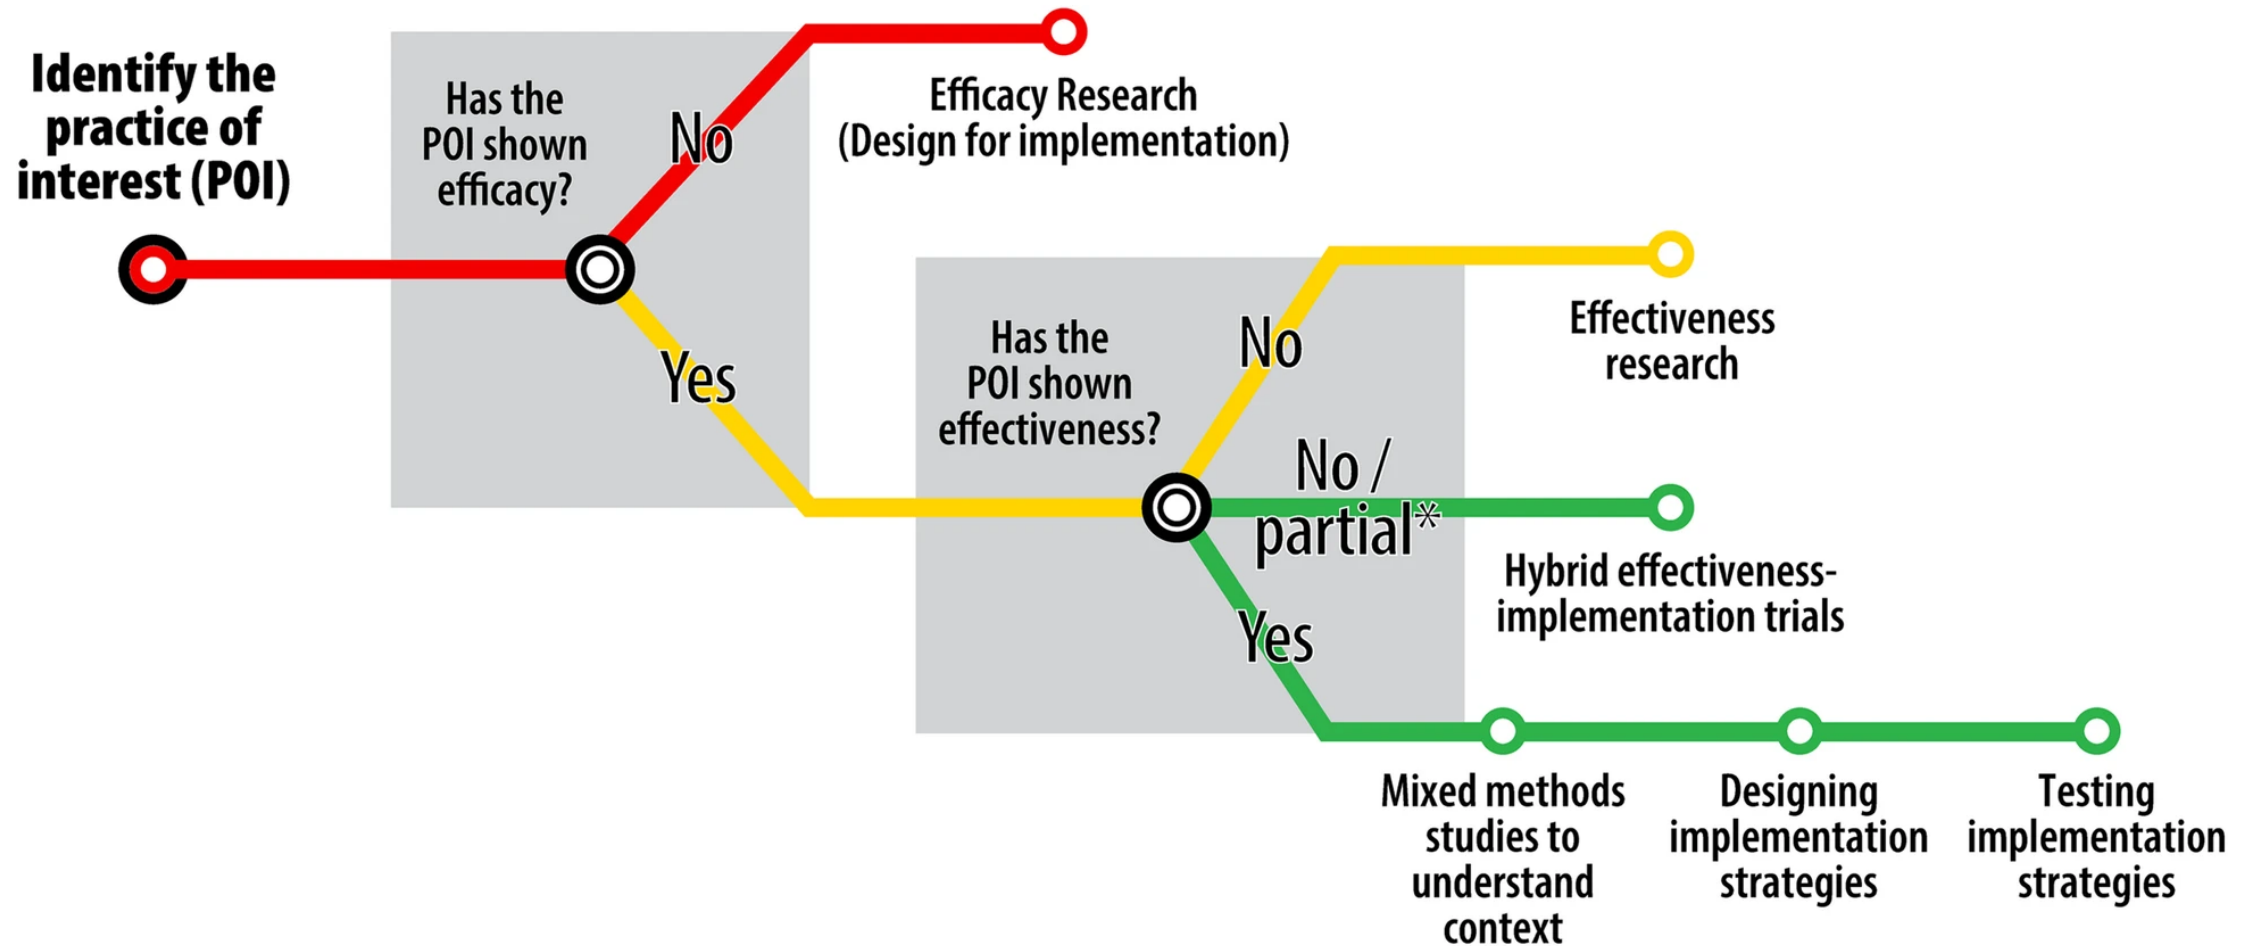 Identify the
practice of
interest (POI)
Has the
POI shown
efficacy?
No
Yes
Efficacy Research
(Design for implementation)
Has the
POI shown
effectiveness?
No
No /
partial*
Yes
Effectiveness
research
Hybrid effectiveness-
implementation trials
Mixed methods
studies to
understand
context
Designing
implementation
strategies
Testing
implementation
strategies